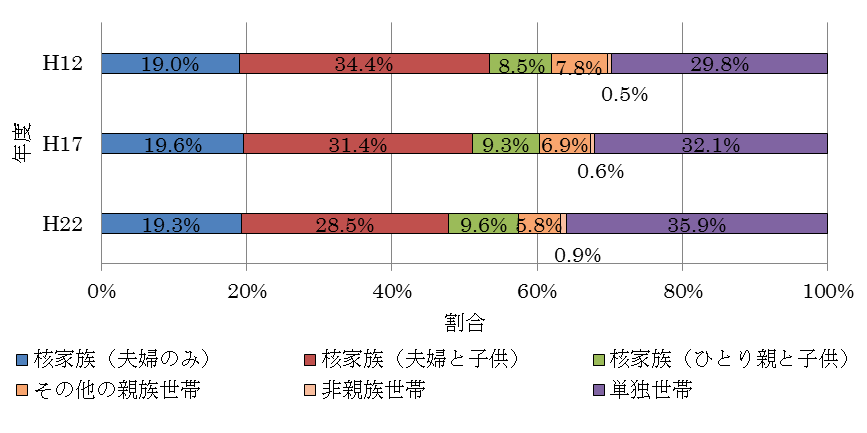 H12
19.0%
34.4%
8.5%
7.8%
29.8%
0.5%
H17
19.6%
31.4%
9.3%
6.9%
32.1%
0.6%
H22
19.3%
28.5%
9.6%
5.8%
35.9%
0.9%
年度
0% 20% 40% 60% 80% 100%
割合
核家族（夫婦のみ） 核家族（夫婦と子供） 核家族（ひとり親と子供）
その他の親族世帯 非親族世帯 単独世帯